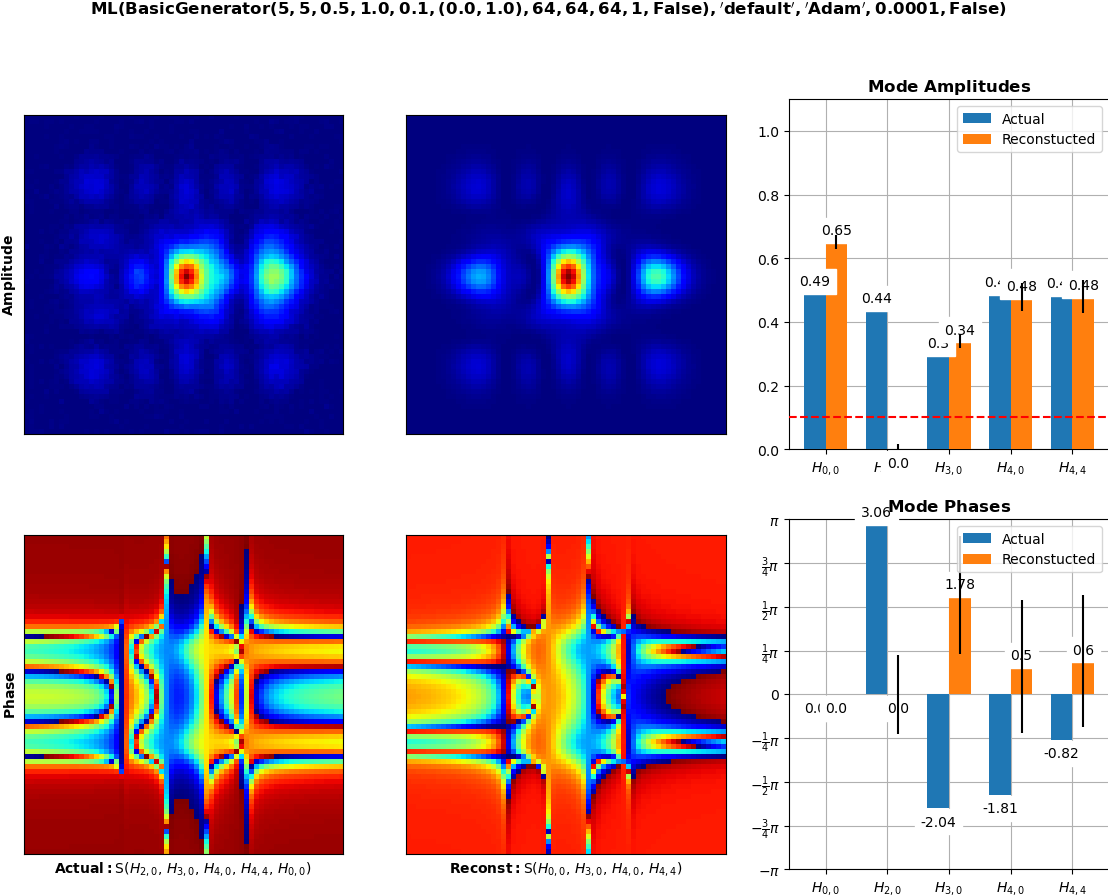 ML(BasicGenerator(5, 5, 0.5, 1.0, 0.1, (0.0, 1.0), 64, 64, 64, 1, False), 'default', 'Adam', 0.0001, False)
Mode Amplitudes
Actual
Reconstucted
1.0
0.8
0.6
0.4
0.2
0.0
0.49
0.65
0.44
0.0
0.34
0.48
0.48
H0,0
H3,0
H4,0
H4,4
Amplitude
Mode Phases
Actual
Reconstucted
π
3/4π
1/2π
1/4π
0
−1/4π
−1/2π
−3/4π
−π
0.0
3.06
0.0
-2.04
1.78
-1.81
0.5
-0.82
0.6
H0,0
H2,0
H3,0
H4,0
H4,4
Phase
Actual: S(H2,0, H3,0, H4,0, H4,4, H0,0)
Reconst: S(H0,0, H3,0, H4,0, H4,4)